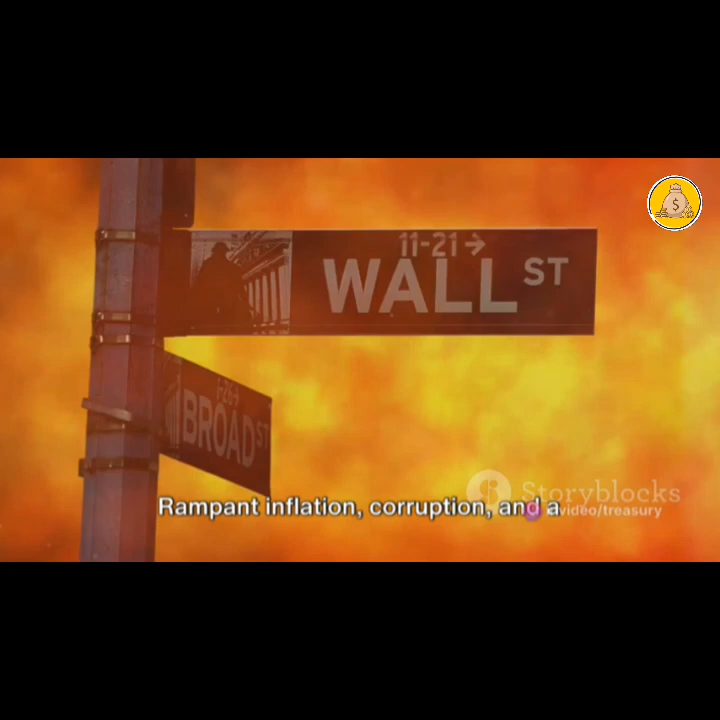 11-21→
WALL ST
BROAD ST
Storyblocks
Rampant inflation, corruption, and a
video/treasury
$